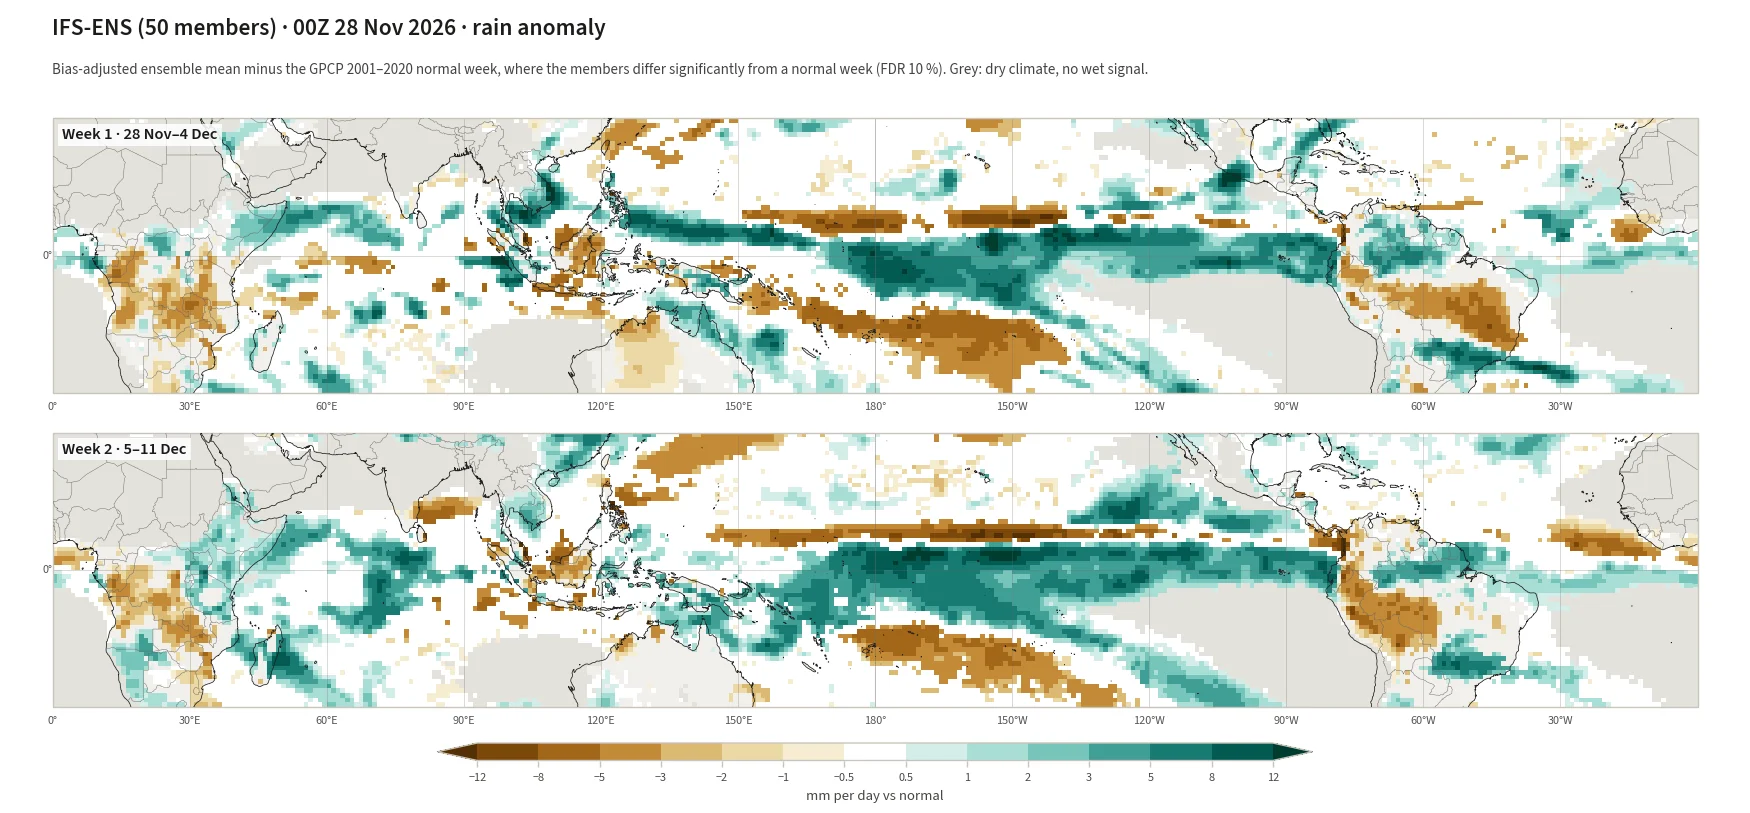 IFS-ENS (50 members) · 00Z 28 Nov 2026 · rain anomaly
Bias-adjusted ensemble mean minus the GPCP 2001–2020 normal week, where the members differ significantly from a normal week (FDR 10 %). Grey: dry climate, no wet signal.
Week 1 · 28 Nov–4 Dec
0°
0° 30°E 60°E 90°E 120°E 150°E 180° 150°W 120°W 90°W 60°W 30°W
Week 2 · 5–11 Dec
0°
0° 30°E 60°E 90°E 120°E 150°E 180° 150°W 120°W 90°W 60°W 30°W
−12 −8 −5 −3 −2 −1 −0.5 0.5 1 2 3 5 8 12
mm per day vs normal